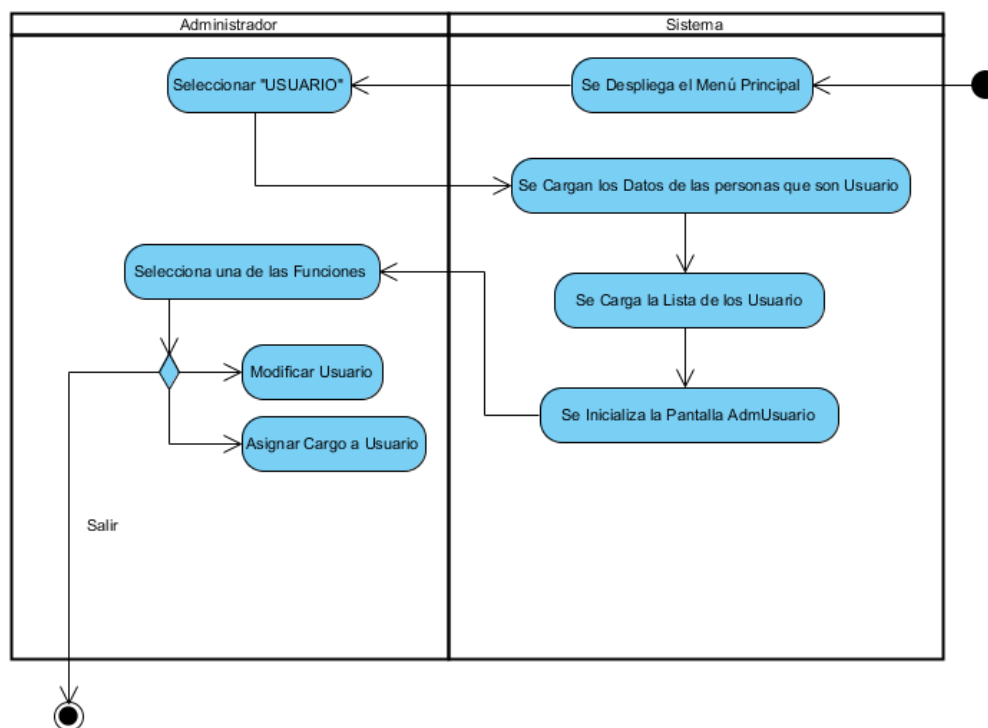 Administrador
Sistema
Seleccionar "USUARIO"
Se Despliega el Menú Principal
Se Cargan los Datos de las personas que son Usuario
Selecciona una de las Funciones
Se Carga la Lista de los Usuario
Modificar Usuario
Se Inicializa la Pantalla AdmUsuario
Asignar Cargo a Usuario
Salir